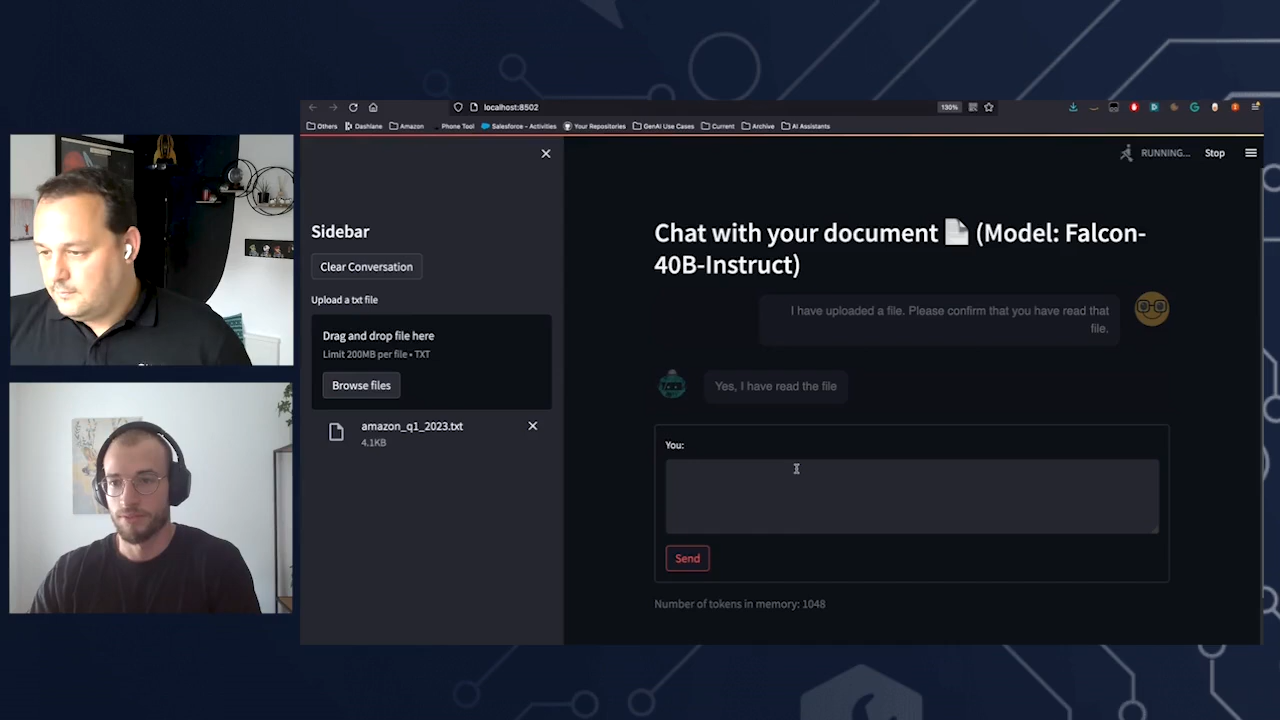 localhost:8502
130%
Others
Dashlane
Amazon
Phone Tool
Salesforce - Activities
Your Repositories
GenAI Use Cases
Current
Archive
AI Assistants
RUNNING...
Stop
Sidebar
Clear Conversation
Upload a txt file
Drag and drop file here
Limit 200MB per file • TXT
Browse files
amazon_q1_2023.txt
4.1KB
Chat with your document 📄 (Model: Falcon-
40B-Instruct)
I have uploaded a file. Please confirm that you have read that
file.
Yes, I have read the file
You:
Send
Number of tokens in memory: 1048